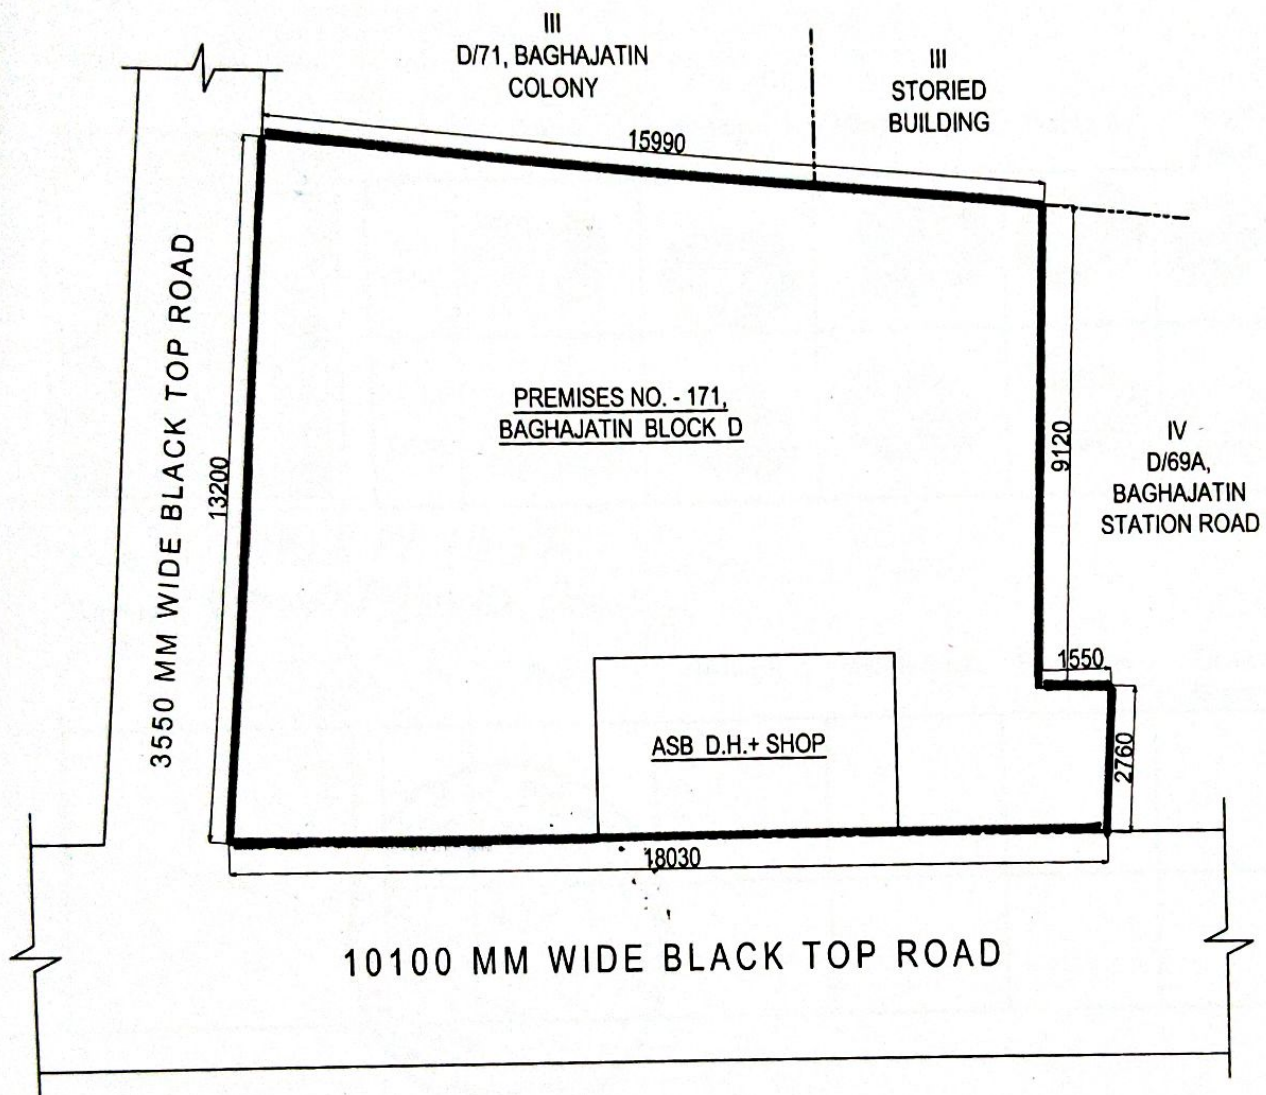 III
D/71, BAGHAJATIN
COLONY
III
STORIED
BUILDING
15990
3550 MM WIDE BLACK TOP ROAD
13200
PREMISES NO. - 171,
BAGHAJATIN BLOCK D
9120
IV
D/69A,
BAGHAJATIN
STATION ROAD
1550
2760
ASB D.H.+ SHOP
18030
10100 MM WIDE BLACK TOP ROAD